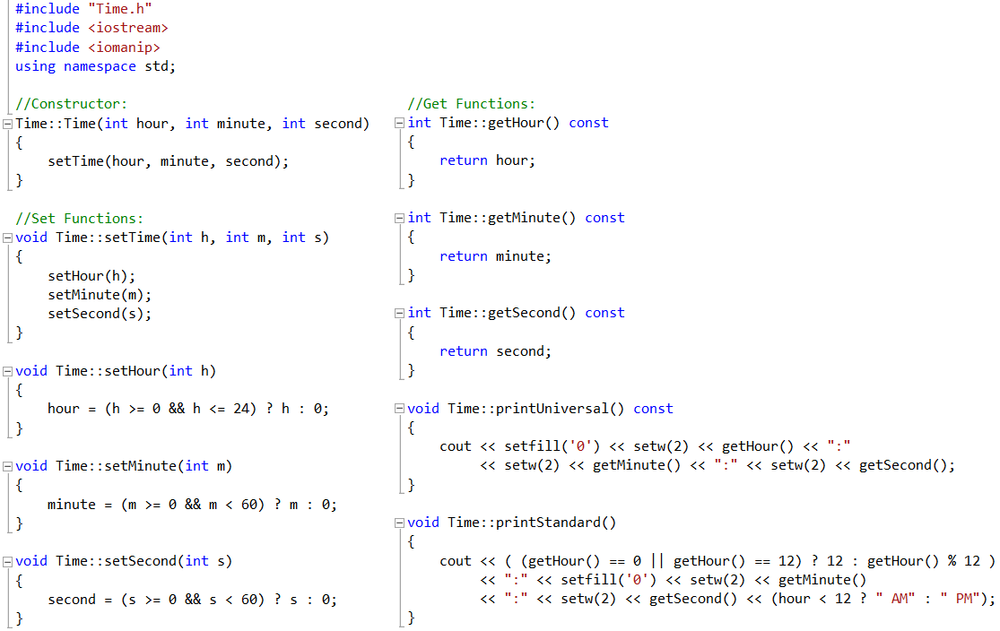 #include "Time.h"
#include <iostream>
#include <iomanip>
using namespace std;
//Constructor:
Time::Time(int hour, int minute, int second)
{
setTime(hour, minute, second);
}
//Set Functions:
void Time::setTime(int h, int m, int s)
{
setHour(h);
setMinute(m);
setSecond(s);
}
void Time::setHour(int h)
{
hour = (h >= 0 && h <= 24) ? h : 0;
}
void Time::setMinute(int m)
{
minute = (m >= 0 && m < 60) ? m : 0;
}
void Time::setSecond(int s)
{
second = (s >= 0 && s < 60) ? s : 0;
}
//Get Functions:
int Time::getHour() const
{
return hour;
}
int Time::getMinute() const
{
return minute;
}
int Time::getSecond() const
{
return second;
}
void Time::printUniversal() const
{
cout << setfill('0') << setw(2) << getHour() << ":"
<< setw(2) << getMinute() << ":" << setw(2) << getSecond();
}
void Time::printStandard()
{
cout << ( (getHour() == 0 || getHour() == 12) ? 12 : getHour() % 12 )
<< ":" << setfill('0') << setw(2) << getMinute()
<< ":" << setw(2) << getSecond() << (hour < 12 ? " AM" : " PM");
}